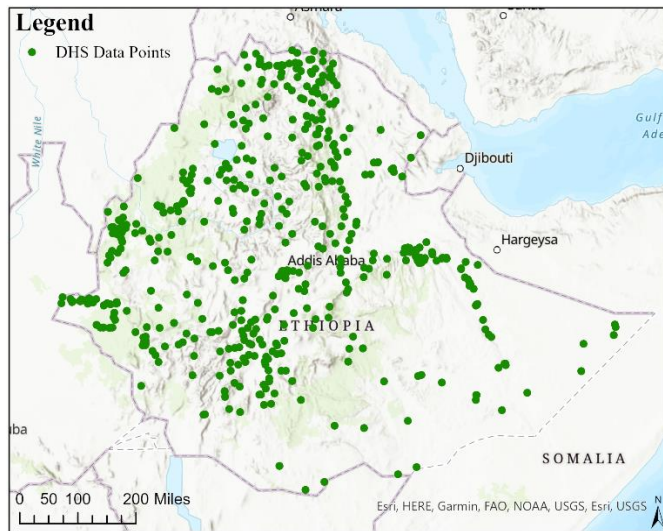 Legend
DHS Data Points
Asmara
White Nile
Gulf
Ade
Djibouti
Hargeysa
Addis Ababa
ETHIOPIA
SOMALIA
uba
0 50 100 200 Miles
Esri, HERE, Garmin, FAO, NOAA, USGS, Esri, USGS
N